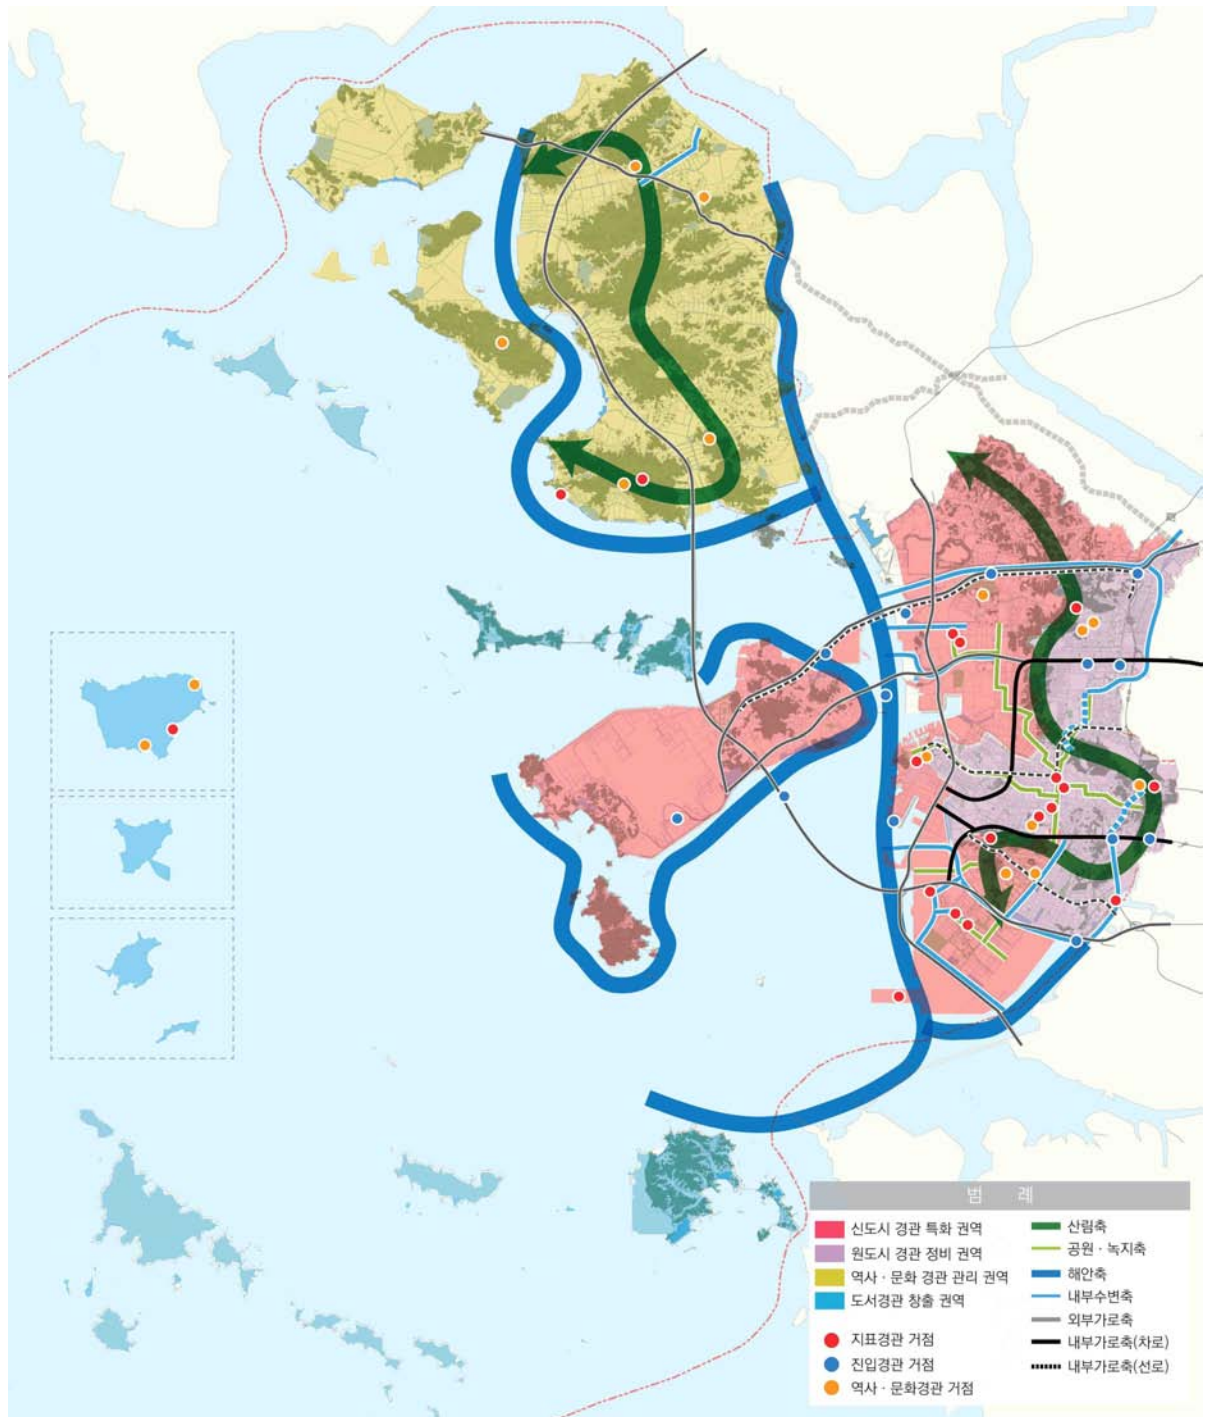 범 례
신도시 경관 특화 권역
원도시 경관 정비 권역
역사 · 문화 경관 관리 권역
도서경관 창출 권역
지표경관 거점
진입경관 거점
역사 · 문화경관 거점
산림축
공원 · 녹지축
해안축
내부수변축
외부가로축
내부가로축(차로)
내부가로축(선로)